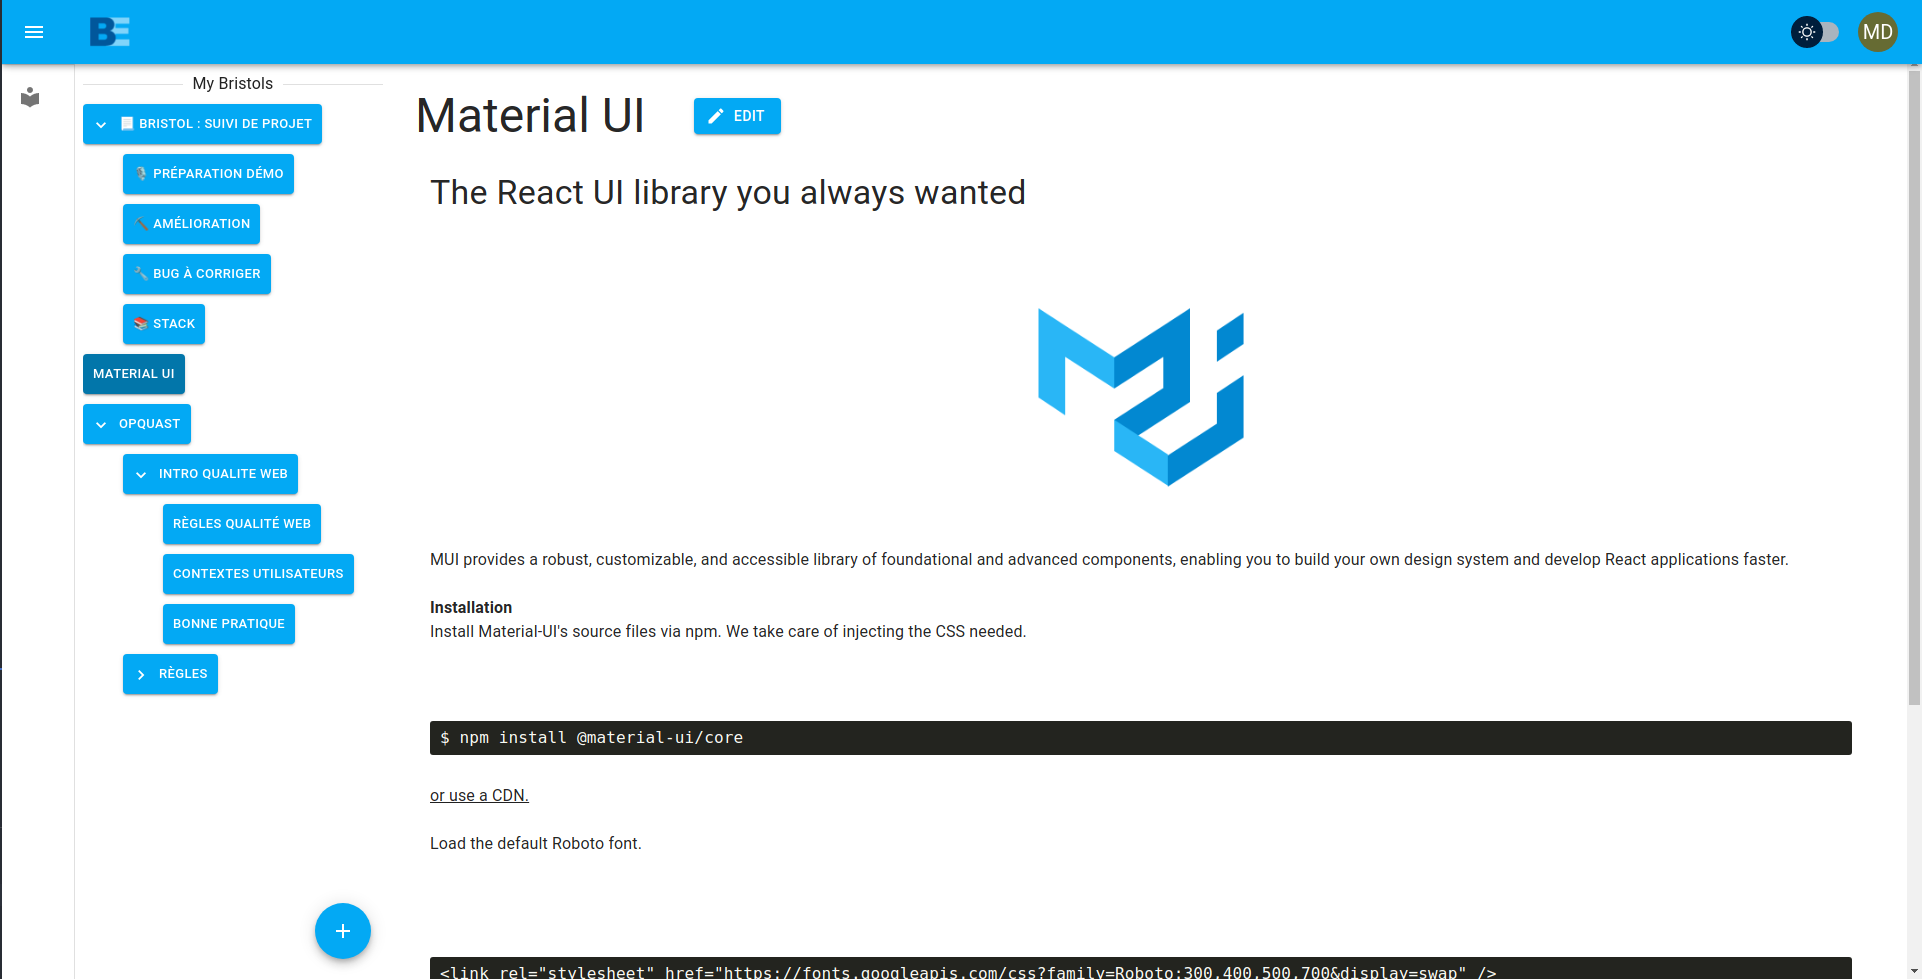 BE
MD
My Bristols
BRISTOL : SUIVI DE PROJET
PRÉPARATION DÉMO
AMÉLIORATION
BUG À CORRIGER
STACK
MATERIAL UI
OPQUAST
INTRO QUALITE WEB
RÈGLES QUALITÉ WEB
CONTEXTES UTILISATEURS
BONNE PRATIQUE
RÈGLES
Material UI
EDIT
The React UI library you always wanted
MUI provides a robust, customizable, and accessible library of foundational and advanced components, enabling you to build your own design system and develop React applications faster.
Installation
Install Material-UI's source files via npm. We take care of injecting the CSS needed.
$ npm install @material-ui/core
or use a CDN.
Load the default Roboto font.
<link rel="stylesheet" href="https://fonts.googleapis.com/css?family=Roboto:300,400,500,700&display=swap" />